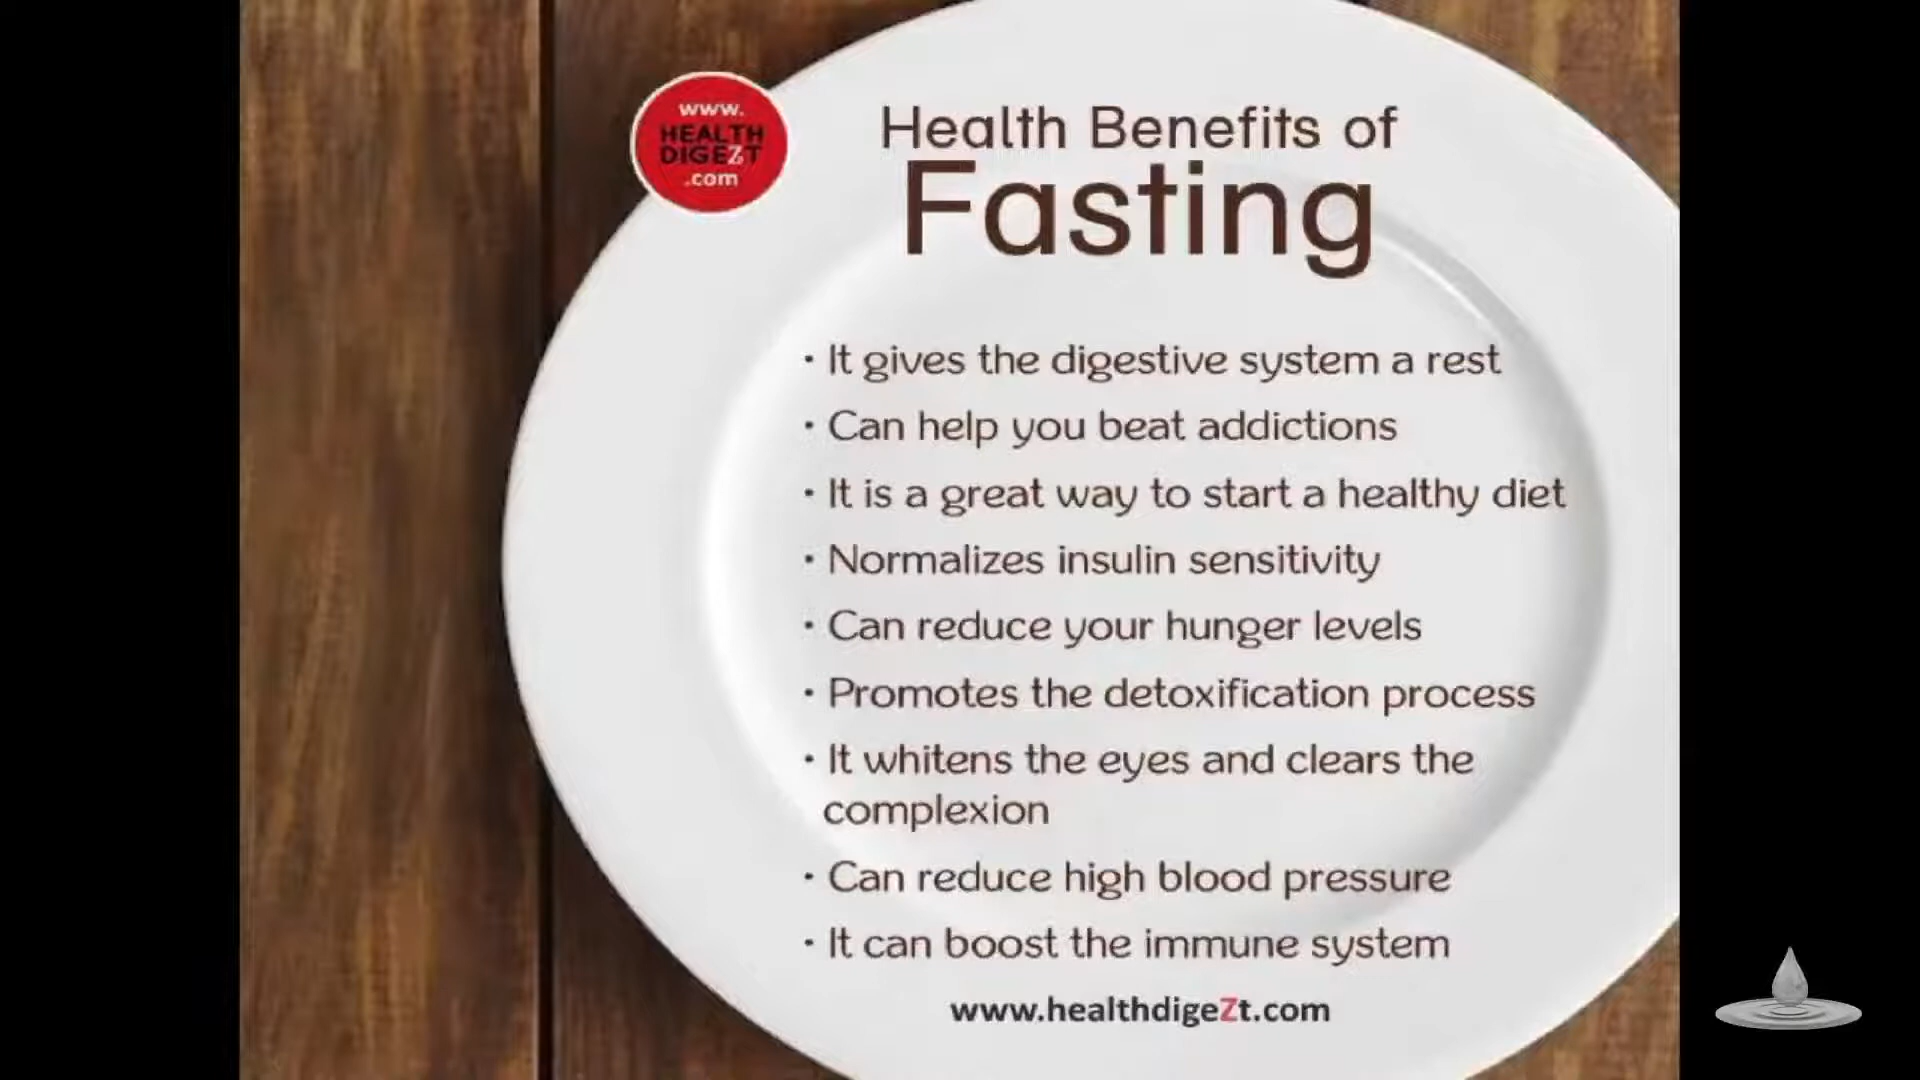 www.
HEALTH
DIGEZT
.com
Health Benefits of
Fasting
• It gives the digestive system a rest
• Can help you beat addictions
• It is a great way to start a healthy diet
• Normalizes insulin sensitivity
• Can reduce your hunger levels
• Promotes the detoxification process
• It whitens the eyes and clears the
complexion
• Can reduce high blood pressure
• It can boost the immune system
www.healthdigeZt.com